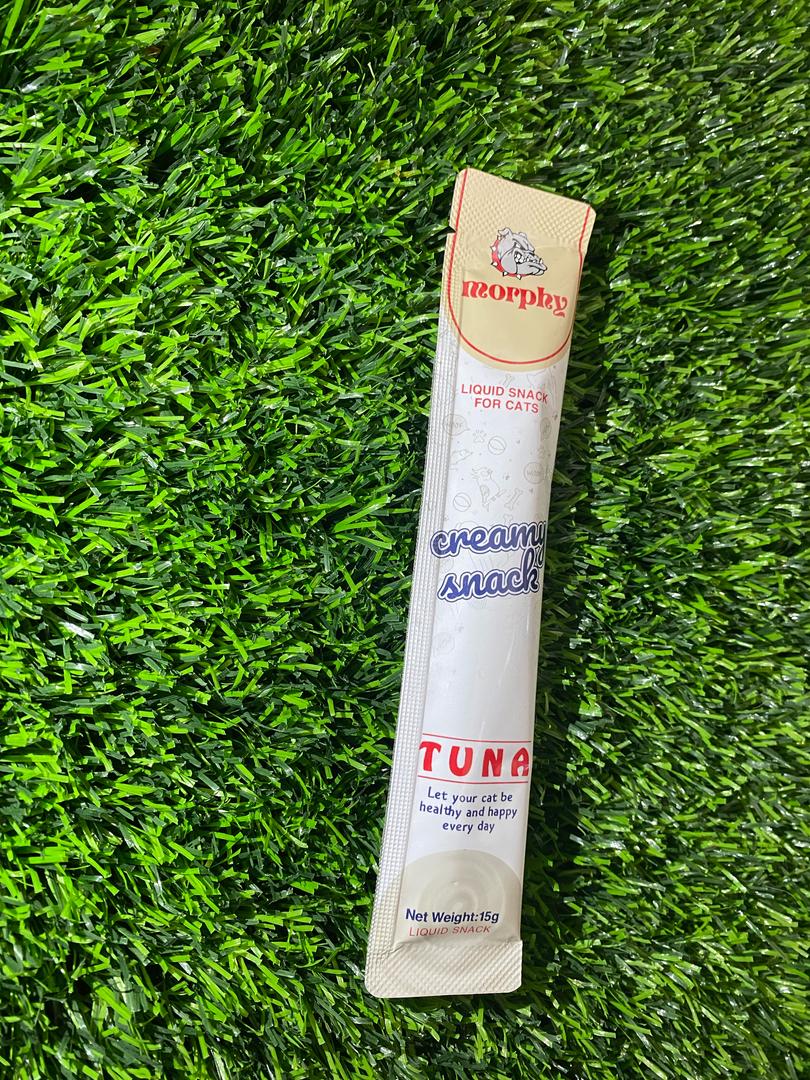 morphy
LIQUID SNACK
FOR CATS
creamy
snack
TUNA
Let your cat be
healthy and happy
every day
Net Weight:15g
LIQUID SNACK